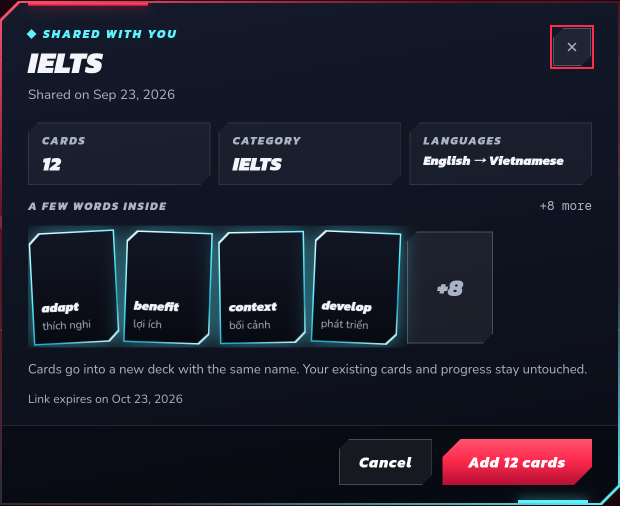 SHARED WITH YOU
IELTS
Shared on Sep 23, 2026
×
CARDS
12
CATEGORY
IELTS
LANGUAGES
English → Vietnamese
A FEW WORDS INSIDE
+8 more
adapt
thích nghi
benefit
lợi ích
context
bối cảnh
develop
phát triển
+8
Cards go into a new deck with the same name. Your existing cards and progress stay untouched.
Link expires on Oct 23, 2026
Cancel
Add 12 cards